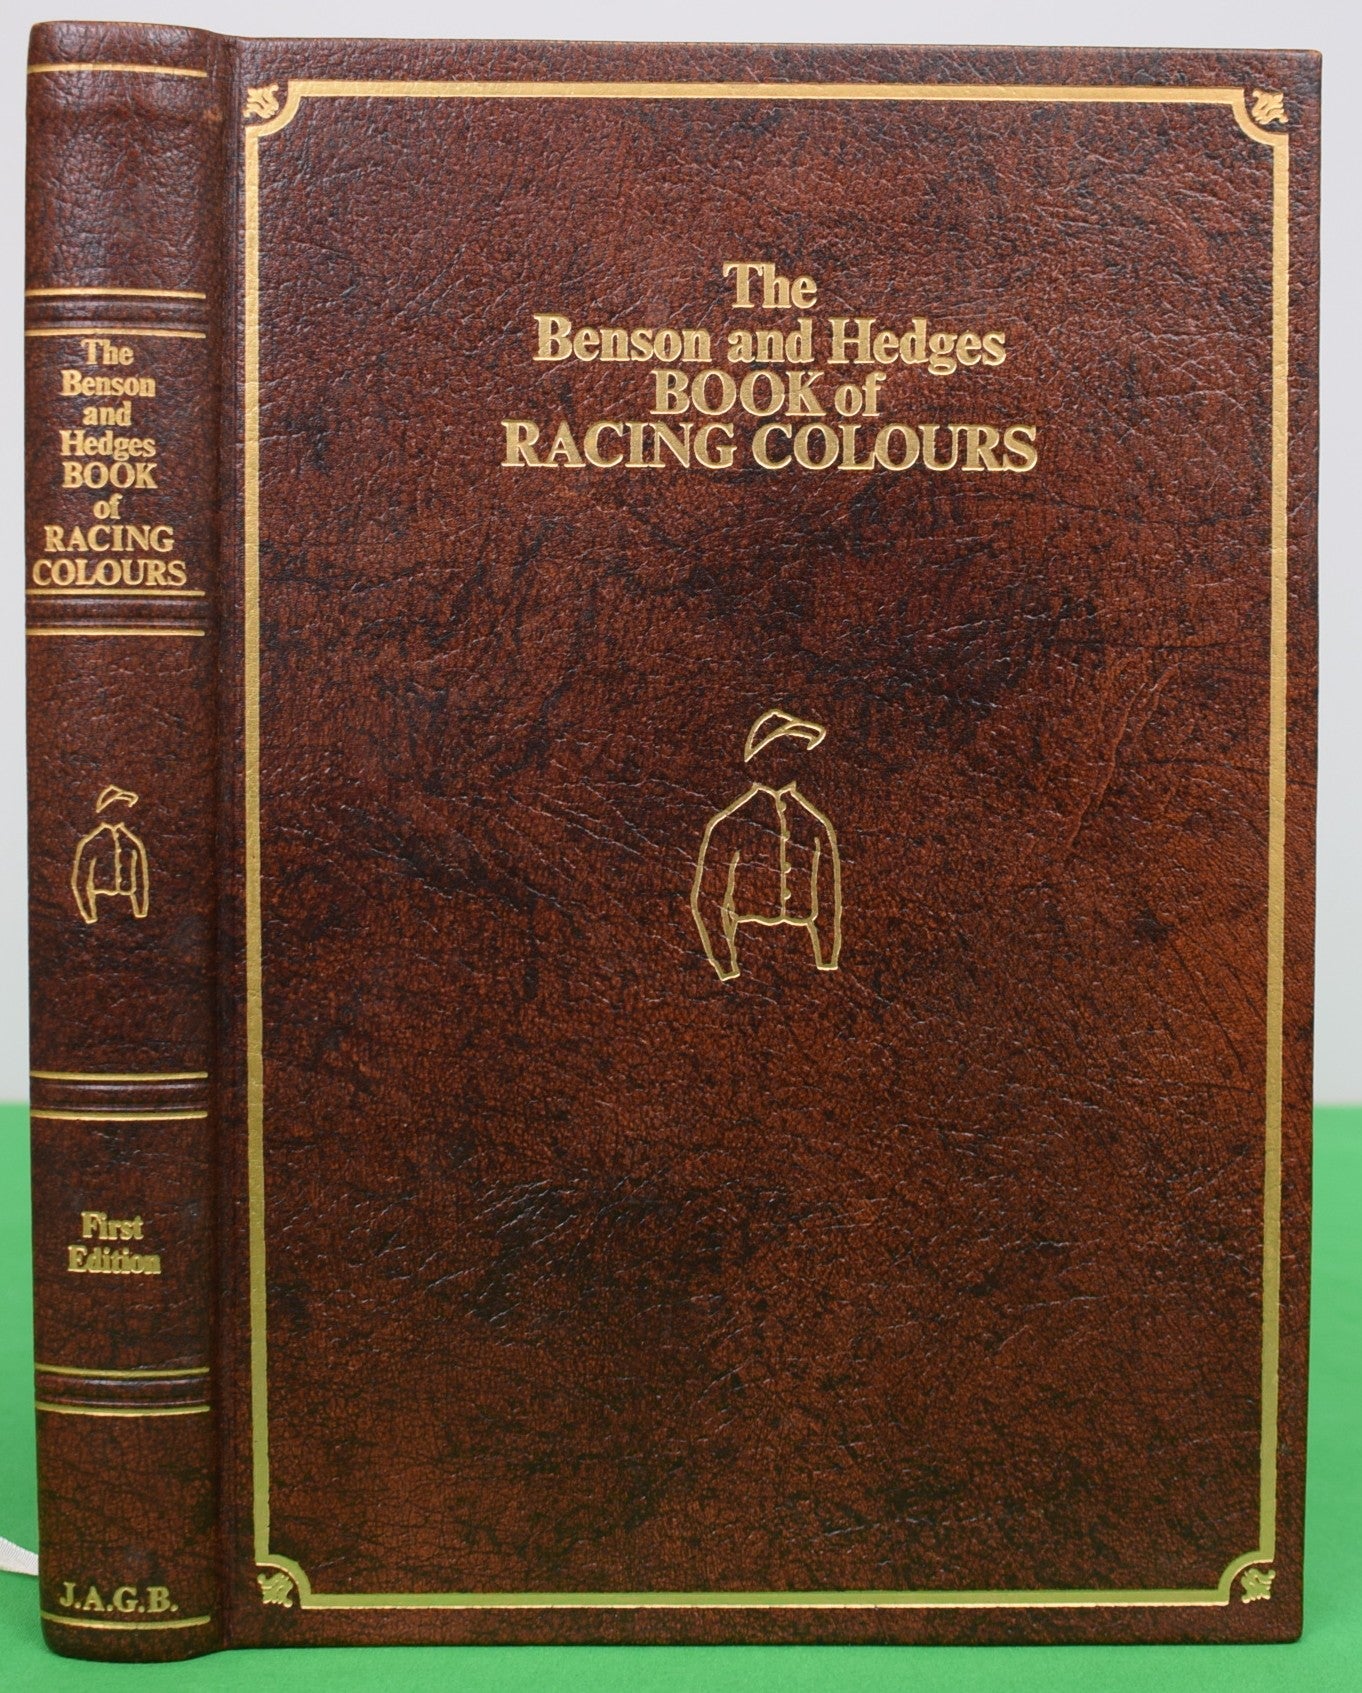 The
Benson
and
Hedges
BOOK
of
RACING
COLOURS
First
Edition
J.A.G.B.
The
Benson and Hedges
BOOK of
RACING COLOURS